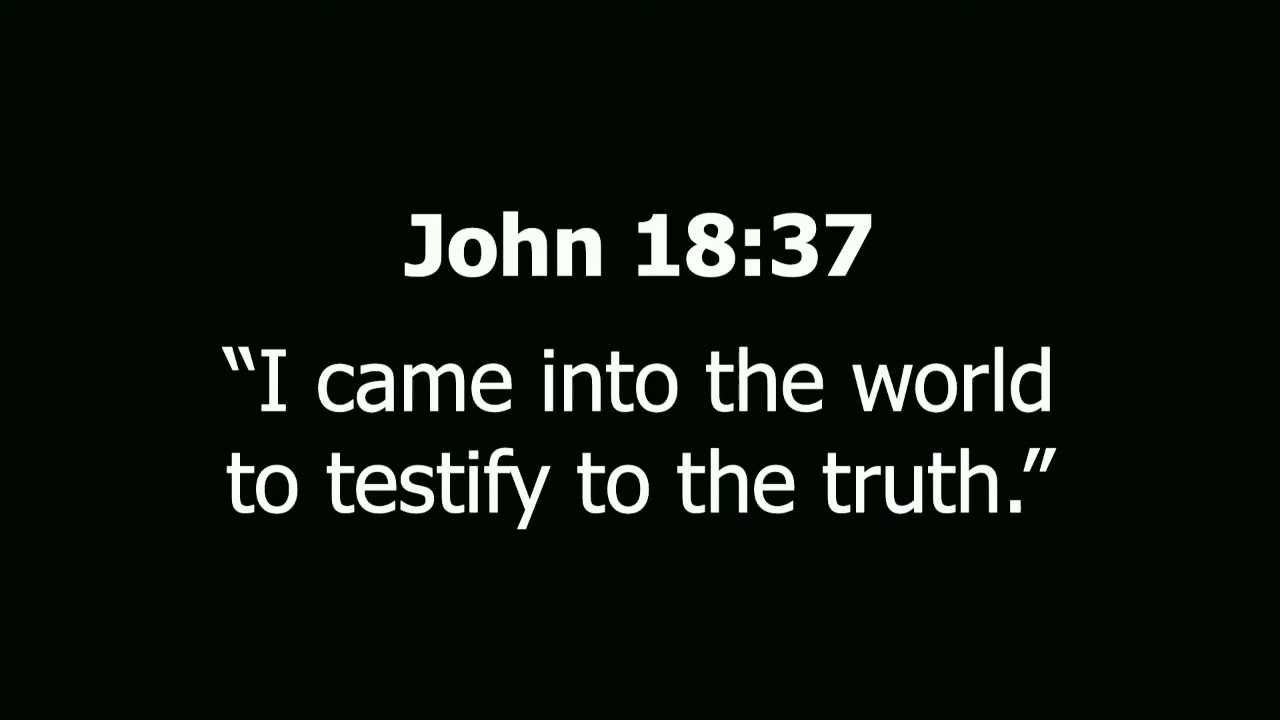 John 18:37
“I came into the world
to testify to the truth.”